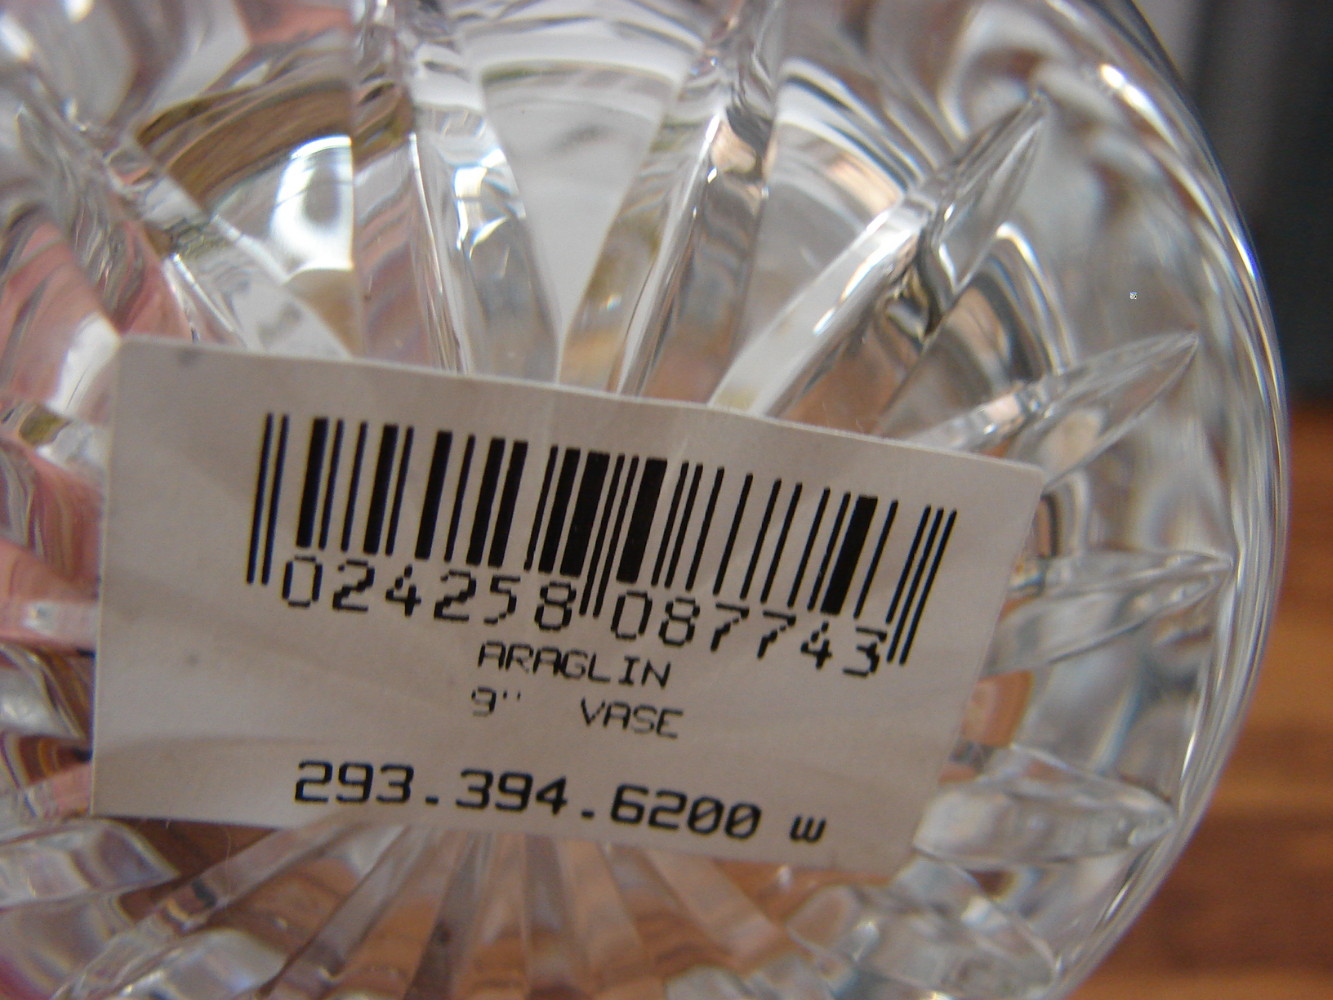 024258 087743
ARAGLIN
9" VASE
293.394.6200 w